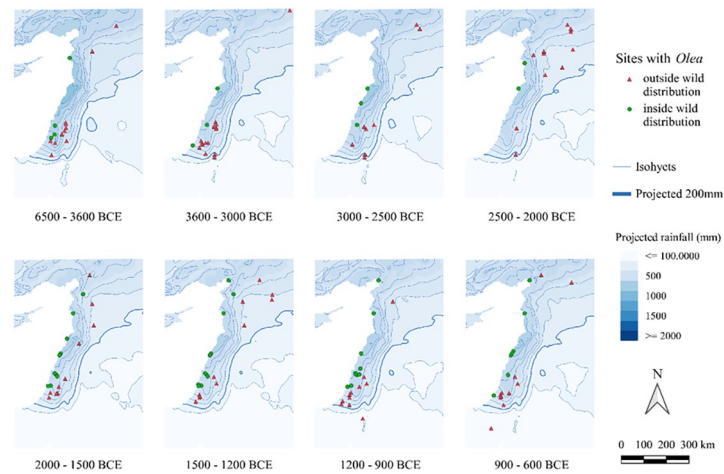 Sites with Olea
outside wild
distribution
inside wild
distribution
Isohyets
Projected 200mm
6500 - 3600 BCE
3600 - 3000 BCE
3000 - 2500 BCE
2500 - 2000 BCE
Projected rainfall (mm)
<= 100.0000
500
1000
1500
>= 2000
N
0 100 200 300 km
2000 - 1500 BCE
1500 - 1200 BCE
1200 - 900 BCE
900 - 600 BCE